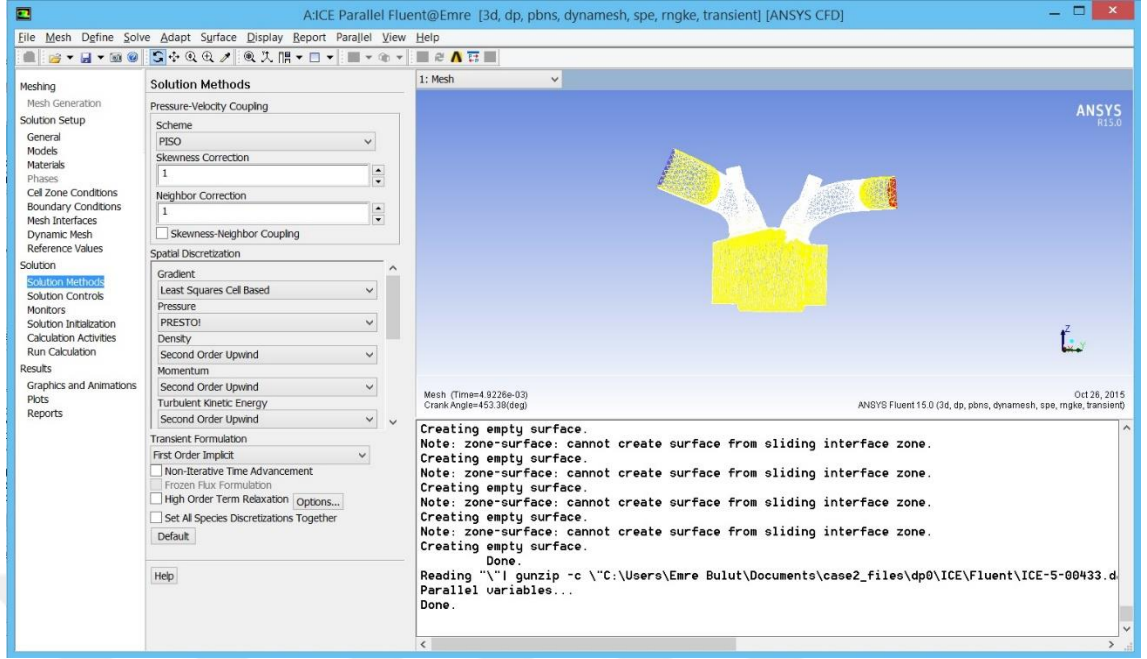 A:ICE Parallel Fluent@Emre [3d, dp, pbns, dynamesh, spe, rngke, transient] [ANSYS CFD]
File Mesh Define Solve Adapt Surface Display Report Parallel View Help
Meshing
Mesh Generation
Solution Setup
General
Models
Materials
Phases
Cell Zone Conditions
Boundary Conditions
Mesh Interfaces
Dynamic Mesh
Reference Values
Solution
Solution Methods
Solution Controls
Monitors
Solution Initialization
Calculation Activities
Run Calculation
Results
Graphics and Animations
Plots
Reports
Solution Methods
Pressure-Velocity Coupling
Scheme
PISO
Skewness Correction
1
Neighbor Correction
1
Skewness-Neighbor Coupling
Spatial Discretization
Gradient
Least Squares Cell Based
Pressure
PRESTO!
Density
Second Order Upwind
Momentum
Second Order Upwind
Turbulent Kinetic Energy
Second Order Upwind
Transient Formulation
First Order Implicit
Non-Iterative Time Advancement
Frozen Flux Formulation
High Order Term Relaxation Options...
Set All Species Discretizations Together
Default
Help
1: Mesh
ANSYS
R15.0
Z
Y
Mesh (Time=4.9226e-03)
Crank Angle=453.38(deg)
Oct 26, 2015
ANSYS Fluent 15.0 (3d, dp, pbns, dynamesh, spe, rngke, transient)
Creating empty surface.
Note: zone-surface: cannot create surface from sliding interface zone.
Creating empty surface.
Note: zone-surface: cannot create surface from sliding interface zone.
Creating empty surface.
Note: zone-surface: cannot create surface from sliding interface zone.
Creating empty surface.
Note: zone-surface: cannot create surface from sliding interface zone.
Creating empty surface.
Done.
Reading "\"| gunzip -c \"C:\Users\Emre Bulut\Documents\case2_files\dp0\ICE\Fluent\ICE-5-00433.d
Parallel variables...
Done.